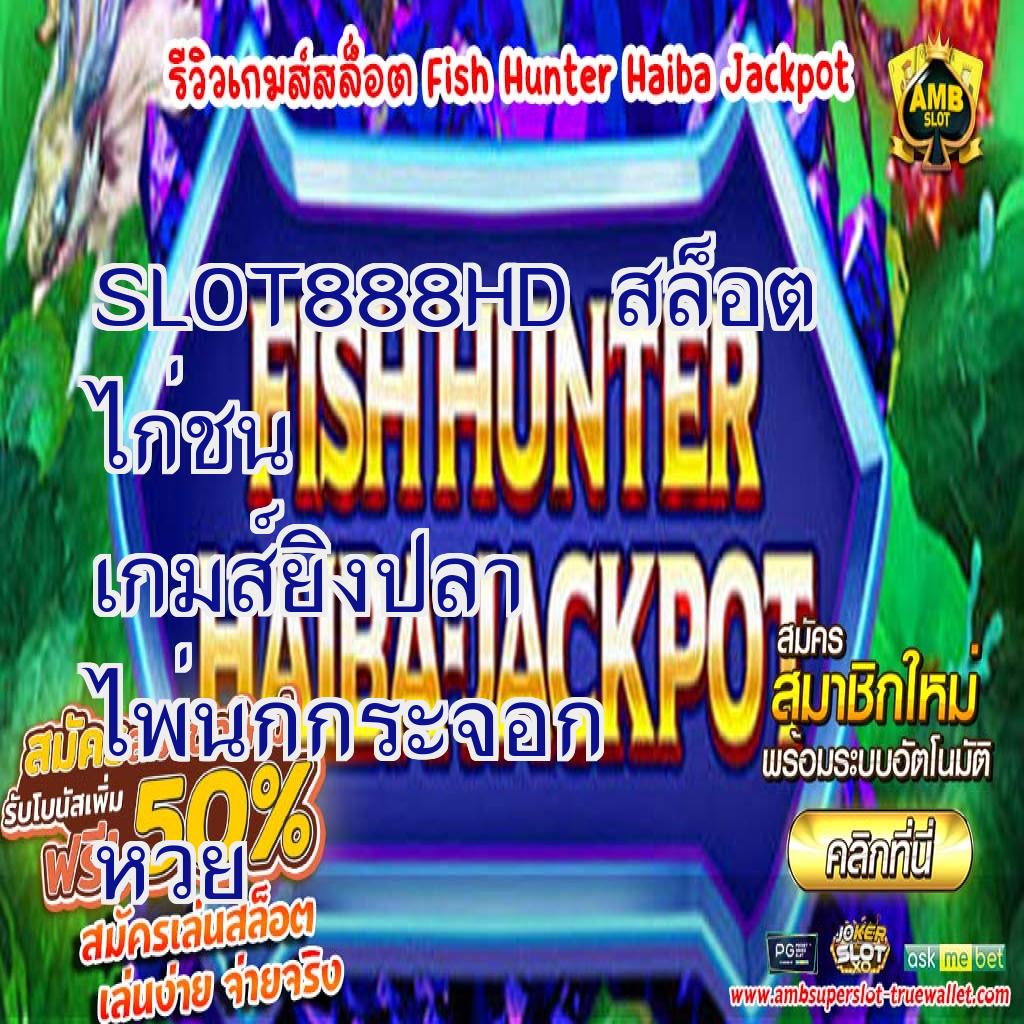 รีวิวเกมส์สล็อต Fish Hunter Haiba Jackpot
AMB
SLOT
SLOT888HD สล็อต
FISH HUNTER
ไก่ชน
เกมส์ยิงปลา
HAIBA JACKPOT
ไพ่นกกระจอก
หวย
สมัคร
สมาชิกใหม่
พร้อมระบบอัตโนมัติ
คลิกที่นี่
รับโบนัสเพิ่ม
ฟรี 50%
สมัครเล่นสล็อต
เล่นง่าย จ่ายจริง
PG
JOKER
SLOT
XO
ask me bet
www.ambsuperslot-truewallet.com